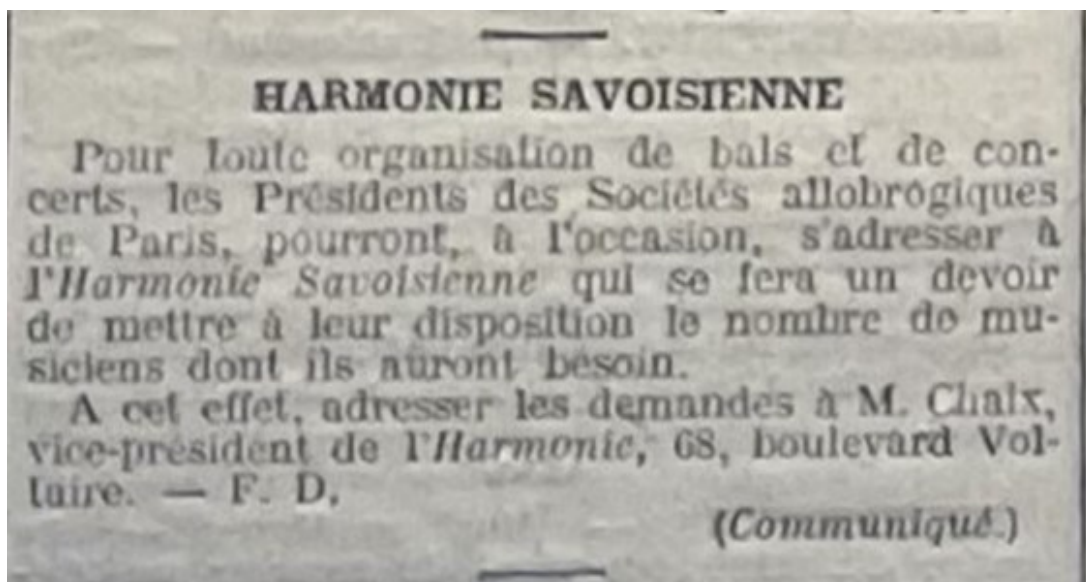 HARMONIE SAVOISIENNE
Pour toute organisation de bals et de con-
certs, les Présidents des Sociétés allobrogiques
de Paris, pourront, à l'occasion, s'adresser à
l'Harmonie Savoisienne qui se fera un devoir
de mettre à leur disposition le nombre de mu-
siciens dont ils auront besoin.
A cet effet, adresser les demandes à M. Chaix,
vice-président de l'Harmonie, 68, boulevard Vol-
taire. — F. D.
(Communiqué.)